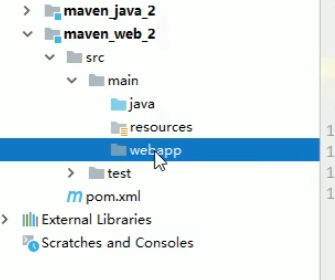 maven_java_2
maven_web_2
src
main
java
resources
webapp
test
pom.xml
External Libraries
Scratches and Consoles